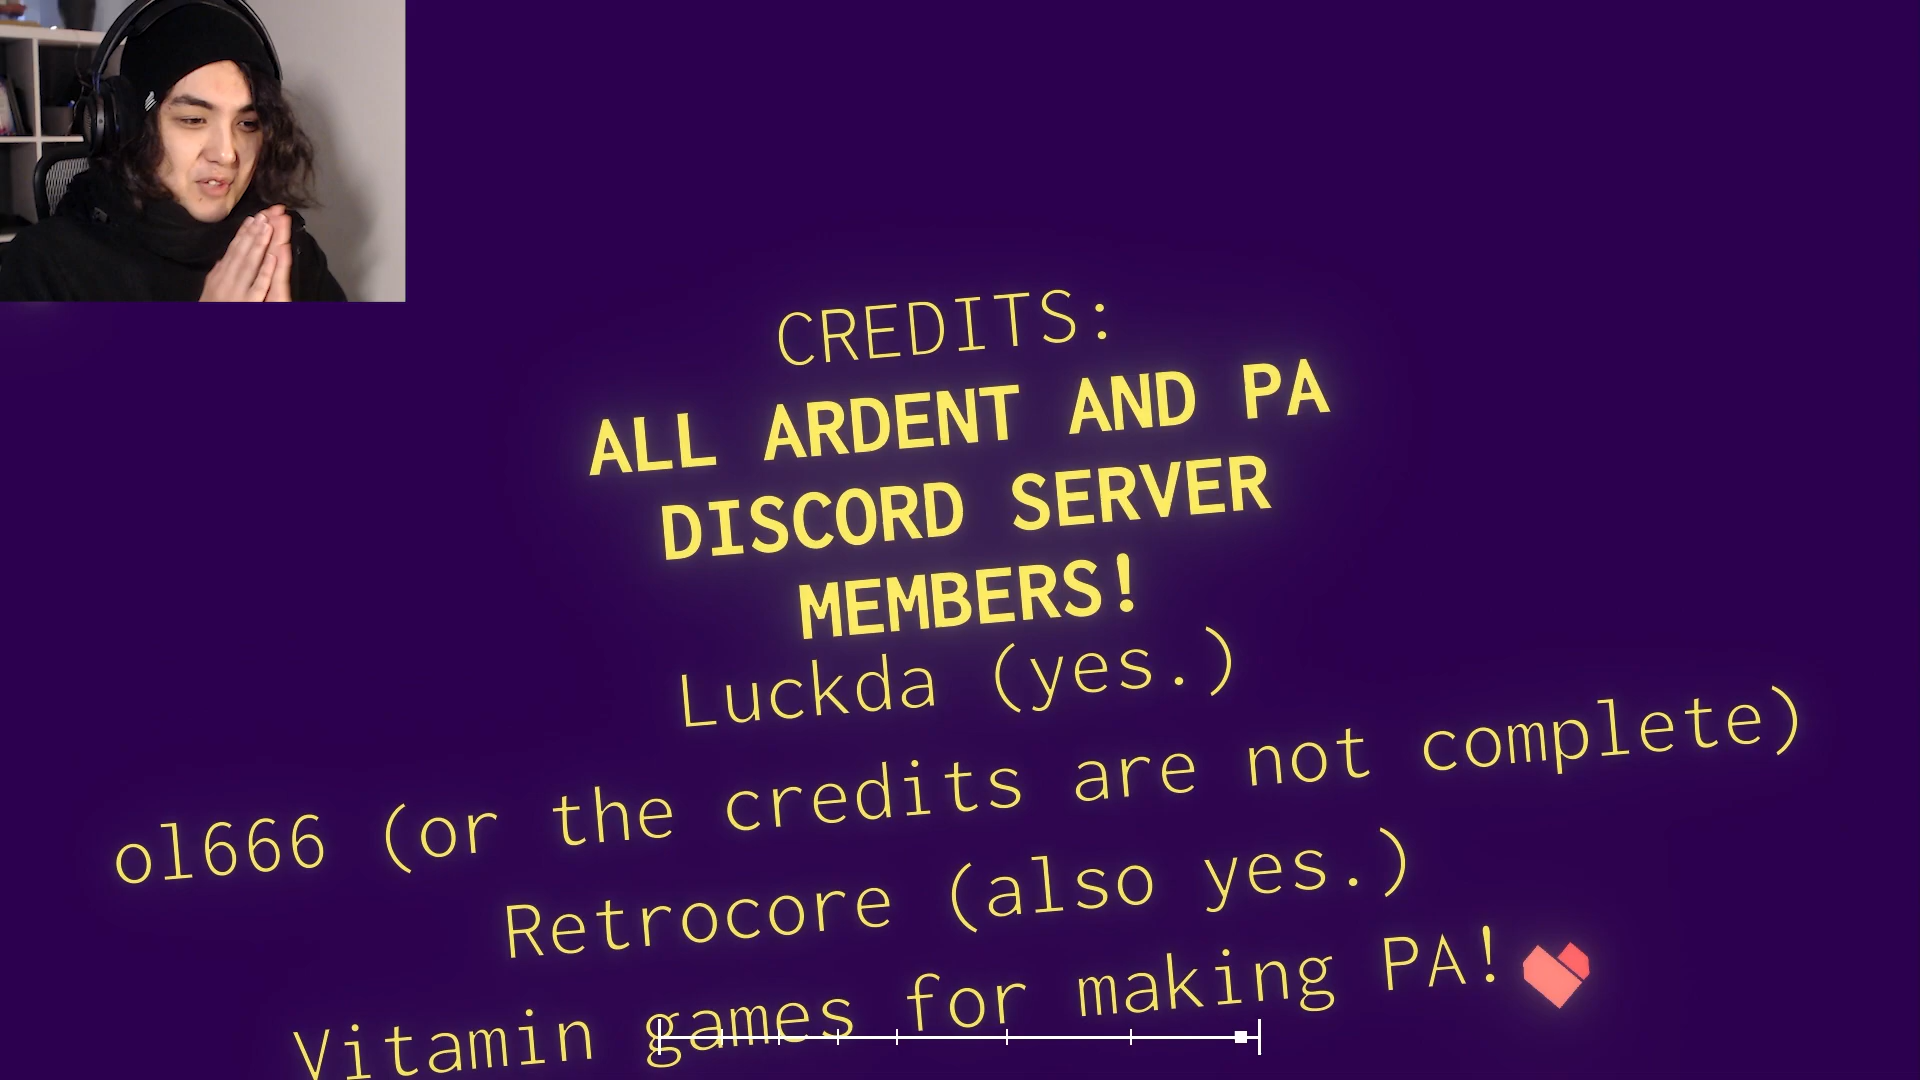 CREDITS:
ALL ARDENT AND PA
DISCORD SERVER
MEMBERS!
Luckda (yes.)
ol666 (or the credits are not complete)
Retrocore (also yes.)
Vitamin games for making PA!